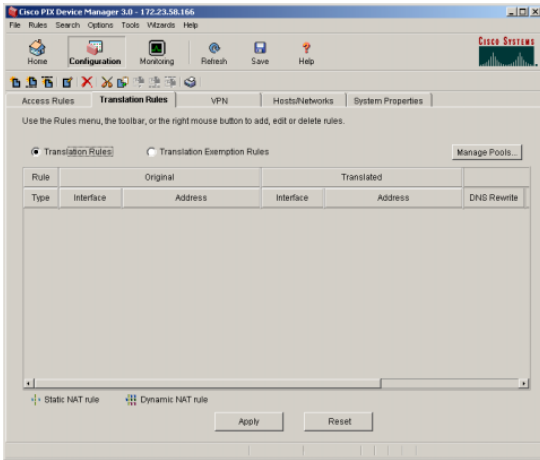 Cisco PIX Device Manager 3.0 - 172.23.58.166
File Rules Search Options Tools Wizards Help
Home Configuration Monitoring Refresh Save Help
CISCO SYSTEMS
Access Rules Translation Rules VPN Hosts/Networks System Properties
Use the Rules menu, the toolbar, or the right mouse button to add, edit or delete rules.
Translation Rules Translation Exemption Rules Manage Pools...
Rule Original Translated
Type Interface Address Interface Address DNS Rewrite
Static NAT rule Dynamic NAT rule
Apply Reset